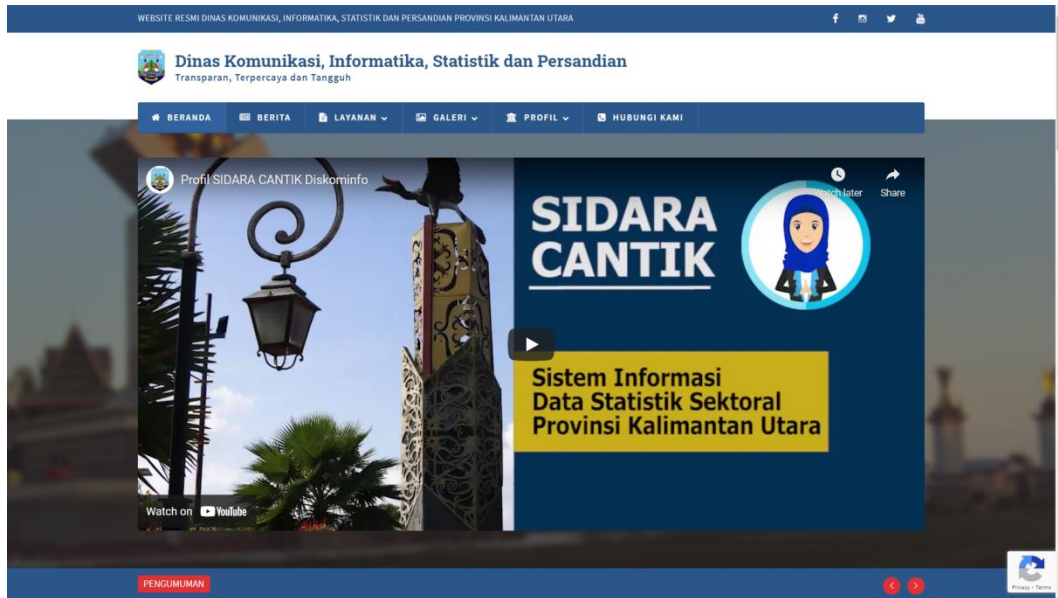 WEBSITE RESMI DINAS KOMUNIKASI, INFORMATIKA, STATISTIK DAN PERSANDIAN PROVINSI KALIMANTAN UTARA
Dinas Komunikasi, Informatika, Statistik dan Persandian
Transparan, Terpercaya dan Tangguh
BERANDA BERITA LAYANAN GALERI PROFIL HUBUNGI KAMI
Profil SIDARA CANTIK Diskominfo
Watch later Share
SIDARA
CANTIK
Sistem Informasi
Data Statistik Sektoral
Provinsi Kalimantan Utara
Watch on YouTube
PENGUMUMAN
Privacy - Terms